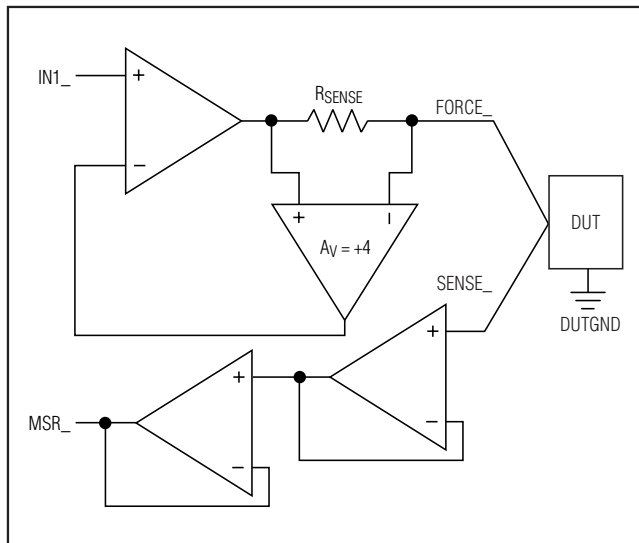 IN1_
+
−
RSENSE
FORCE_
+
−
AV = +4
DUT
SENSE_
DUTGND
+
−
+
−
MSR_